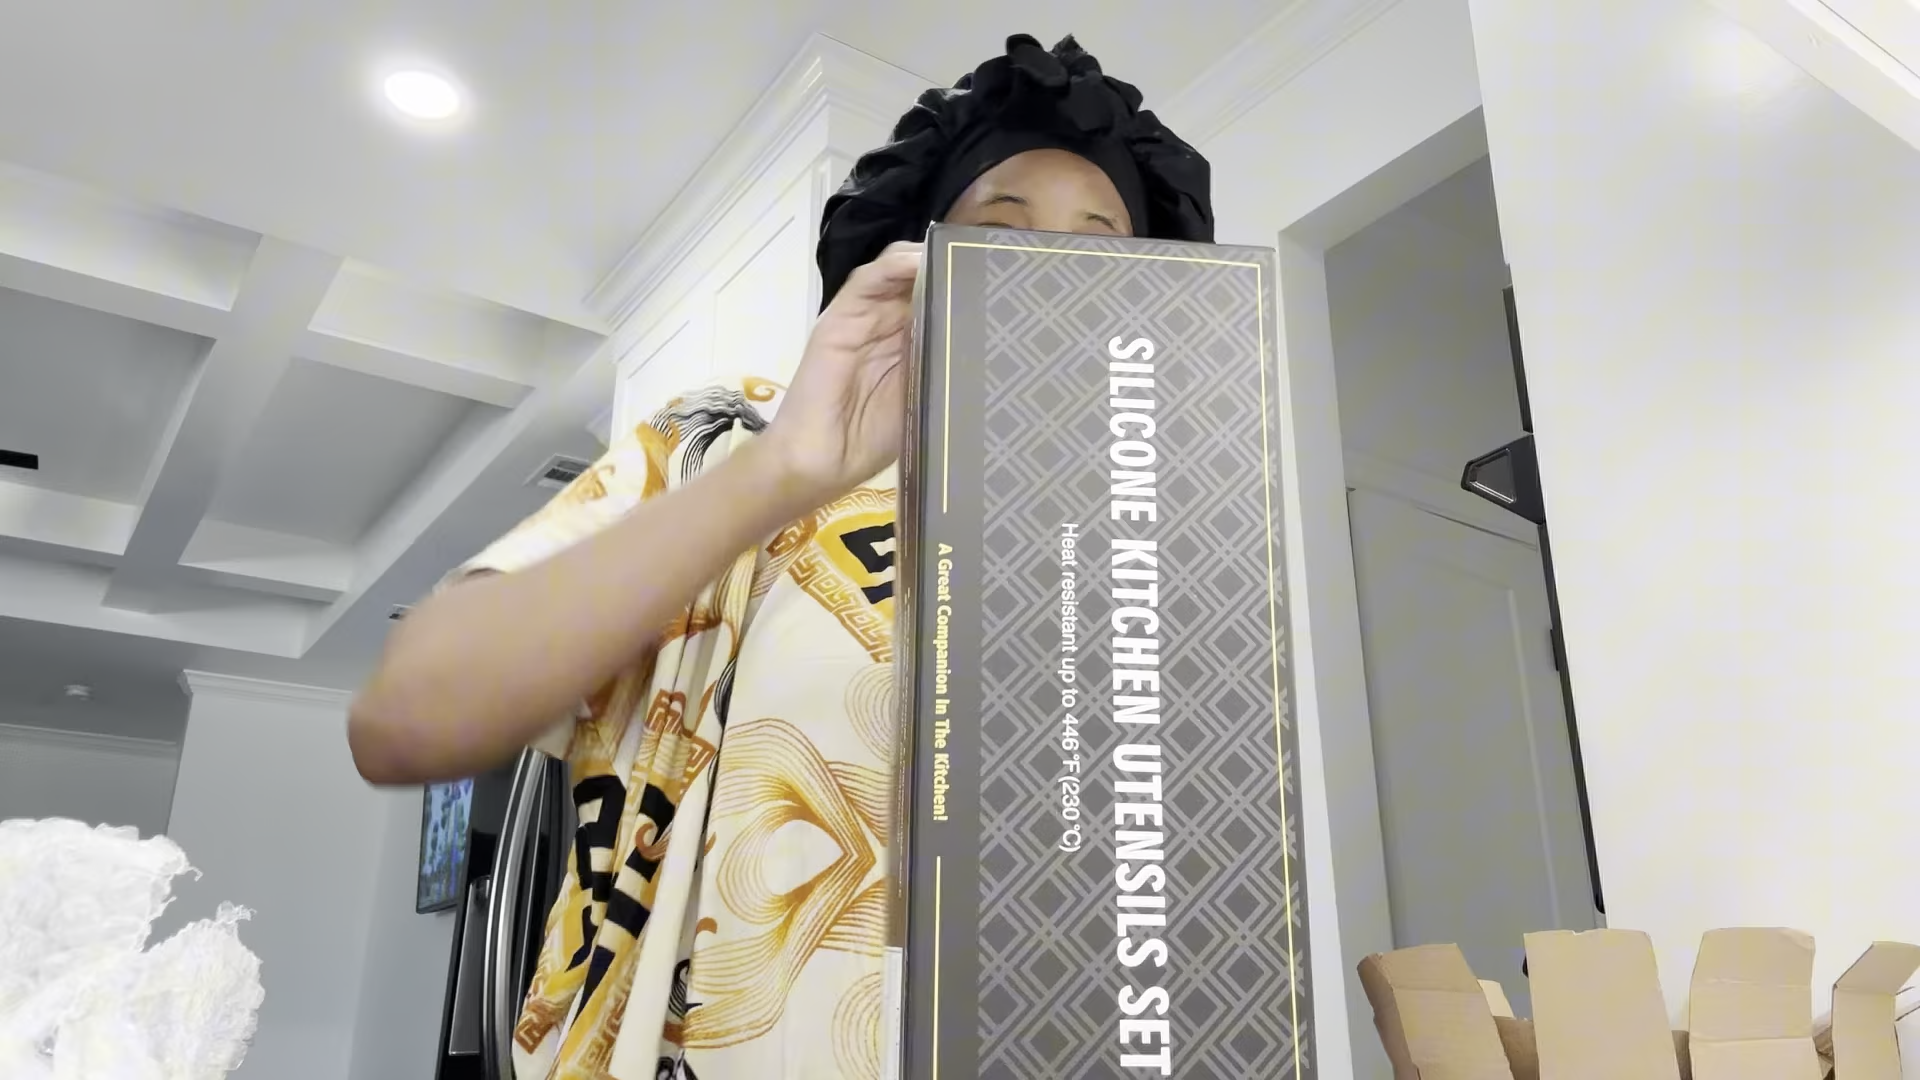 SILICONE KITCHEN UTENSILS SET
Heat resistant up to 446°F(230°C)
A Great Companion In The Kitchen!